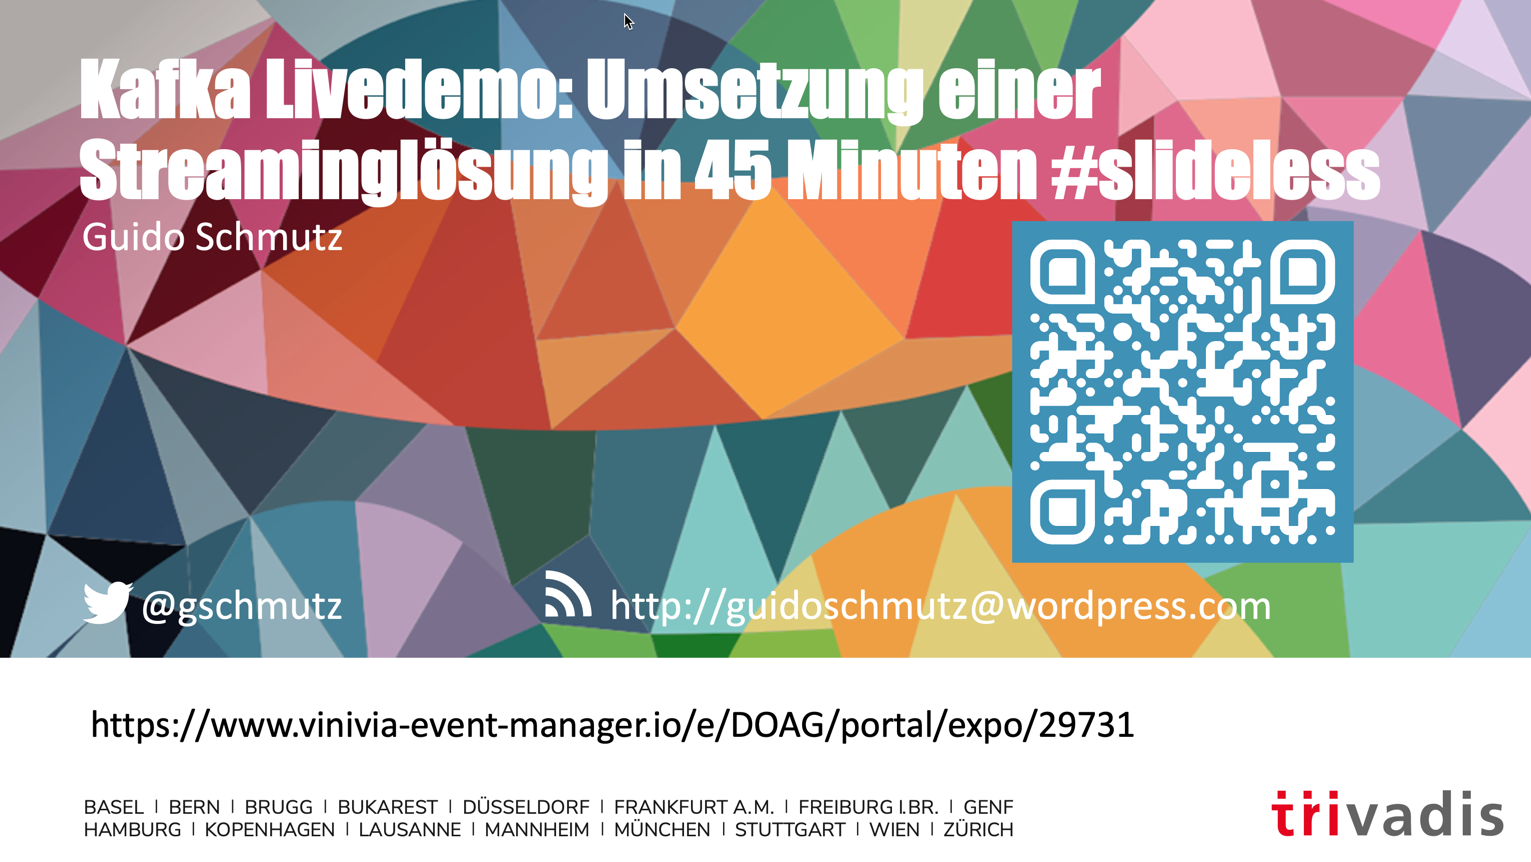 Kafka Livedemo: Umsetzung einer
Streaminglösung in 45 Minuten #slideless
Guido Schmutz
@gschmutz
http://guidoschmutz@wordpress.com
https://www.vinivia-event-manager.io/e/DOAG/portal/expo/29731
BASEL | BERN | BRUGG | BUKAREST | DÜSSELDORF | FRANKFURT A.M. | FREIBURG I.BR. | GENF
HAMBURG | KOPENHAGEN | LAUSANNE | MANNHEIM | MÜNCHEN | STUTTGART | WIEN | ZÜRICH
trivadis